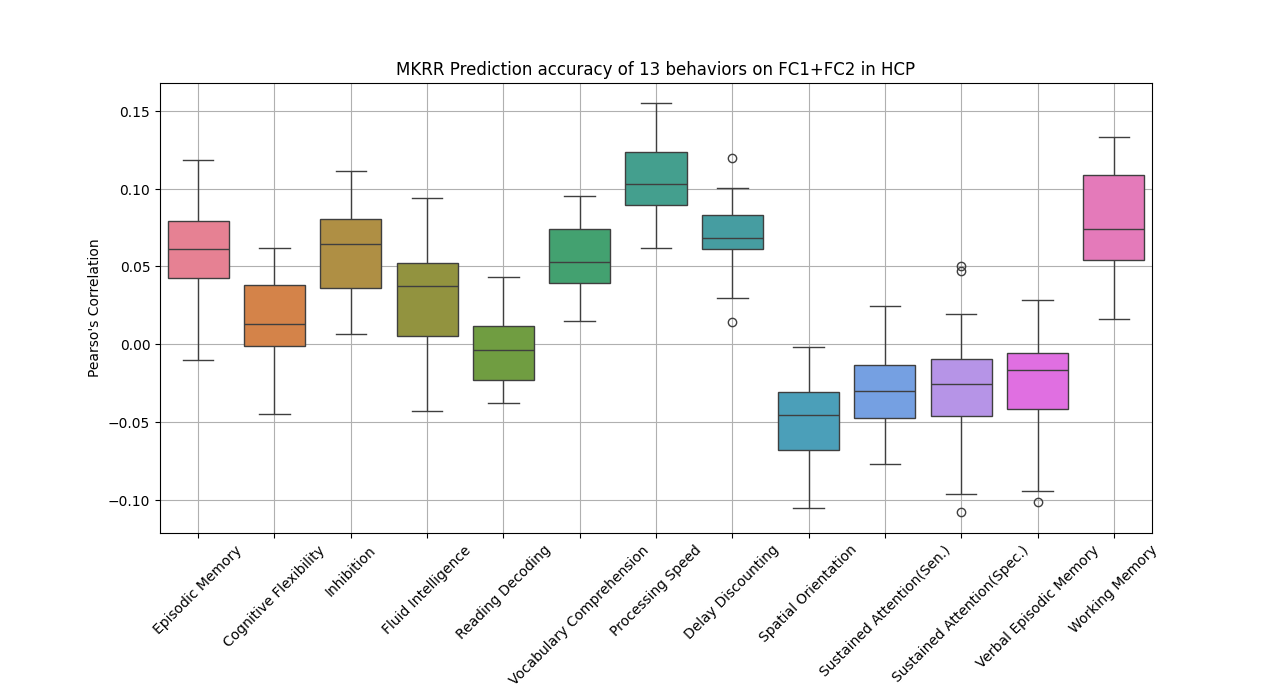 MKRR Prediction accuracy of 13 behaviors on FC1+FC2 in HCP
Pearso's Correlation
0.15
0.10
0.05
0.00
−0.05
−0.10
Episodic Memory
Cognitive Flexibility
Inhibition
Fluid Intelligence
Reading Decoding
Vocabulary Comprehension
Processing Speed
Delay Discounting
Spatial Orientation
Sustained Attention(Sen.)
Sustained Attention(Spec.)
Verbal Episodic Memory
Working Memory